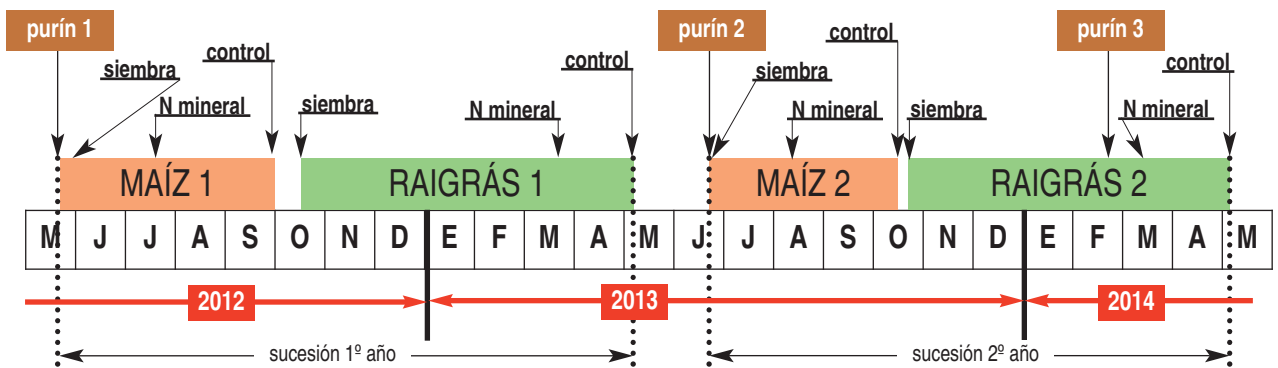 purín 1 purín 2 purín 3
control control
siembra control siembra control
N mineral siembra N mineral N mineral siembra N mineral
MAÍZ 1 RAIGRÁS 1 MAÍZ 2 RAIGRÁS 2
M J J A S O N D E F M A M J J A S O N D E F M A M
2012 2013 2014
sucesión 1º año sucesión 2º año